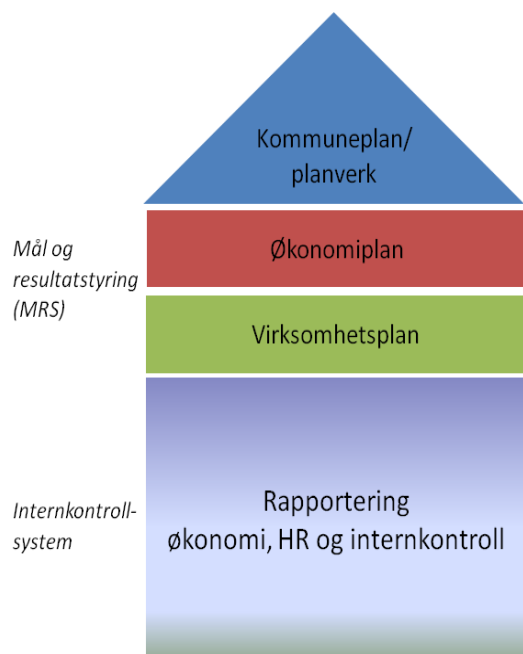 Kommuneplan/
planverk
Mål og
resultatstyring
(MRS)
Økonomiplan
Virksomhetsplan
Internkontroll-
system
Rapportering
økonomi, HR og internkontroll